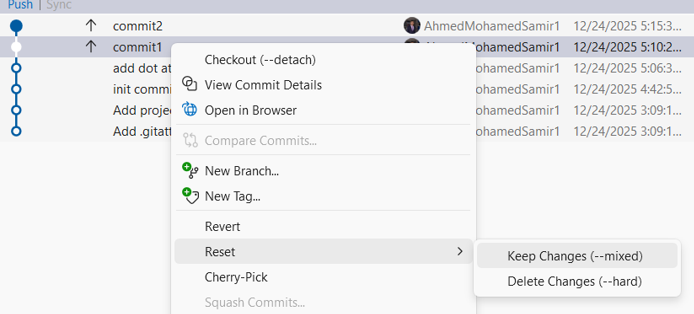 Push | Sync
commit2 AhmedMohamedSamir1 12/24/2025 5:15:3...
commit1 AhmedMohamedSamir1 12/24/2025 5:10:2...
add dot at ohamedSamir1 12/24/2025 5:06:3...
init commi ohamedSamir1 12/24/2025 4:42:5...
Add projec ohamedSamir1 12/24/2025 3:09:1...
Add .gitatt ohamedSamir1 12/24/2025 3:09:1...
Checkout (--detach)
View Commit Details
Open in Browser
Compare Commits...
New Branch...
New Tag...
Revert
Reset
Keep Changes (--mixed)
Cherry-Pick
Delete Changes (--hard)
Squash Commits...